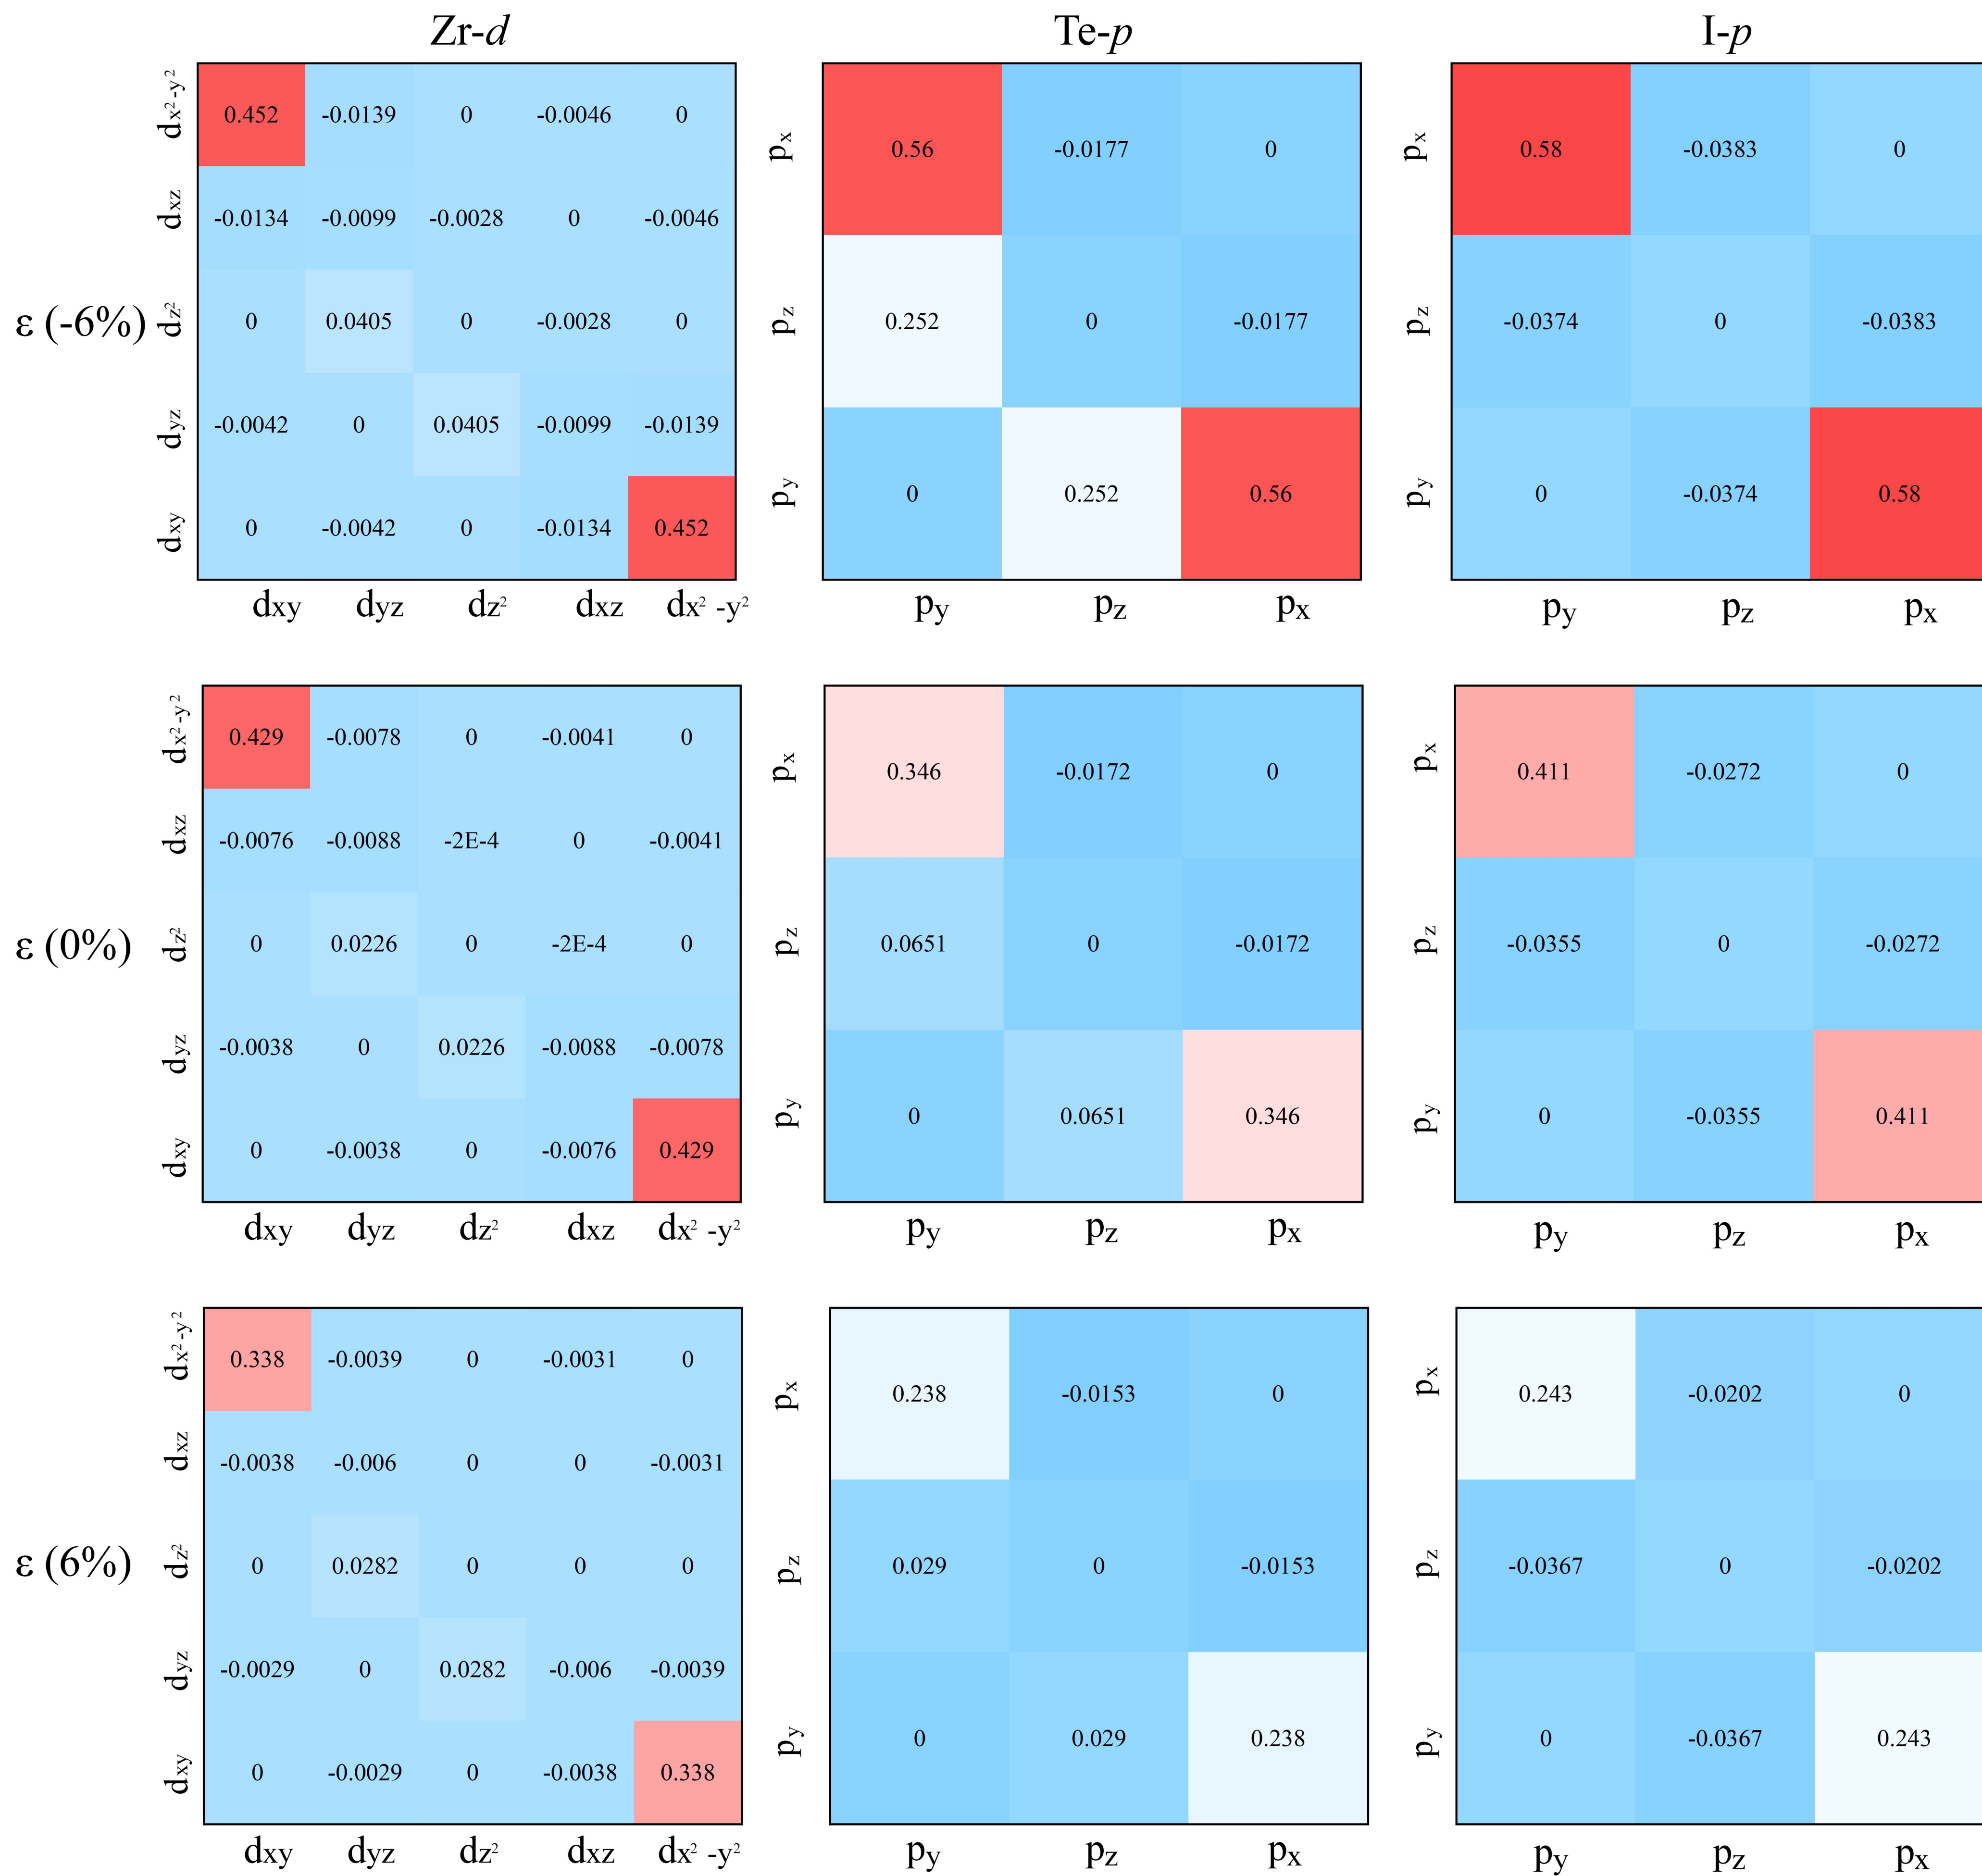 Zr-d Te-p I-p
ε (-6%)
dx²-y² 0.452 -0.0139 0 -0.0046 0
dxz -0.0134 -0.0099 -0.0028 0 -0.0046
dz² 0 0.0405 0 -0.0028 0
dyz -0.0042 0 0.0405 -0.0099 -0.0139
dxy 0 -0.0042 0 -0.0134 0.452
dxy dyz dz² dxz dx² -y²
px 0.56 -0.0177 0
pz 0.252 0 -0.0177
py 0 0.252 0.56
py pz px
px 0.58 -0.0383 0
pz -0.0374 0 -0.0383
py 0 -0.0374 0.58
py pz px
ε (0%)
dx²-y² 0.429 -0.0078 0 -0.0041 0
dxz -0.0076 -0.0088 -2E-4 0 -0.0041
dz² 0 0.0226 0 -2E-4 0
dyz -0.0038 0 0.0226 -0.0088 -0.0078
dxy 0 -0.0038 0 -0.0076 0.429
dxy dyz dz² dxz dx² -y²
px 0.346 -0.0172 0
pz 0.0651 0 -0.0172
py 0 0.0651 0.346
py pz px
px 0.411 -0.0272 0
pz -0.0355 0 -0.0272
py 0 -0.0355 0.411
py pz px
ε (6%)
dx²-y² 0.338 -0.0039 0 -0.0031 0
dxz -0.0038 -0.006 0 0 -0.0031
dz² 0 0.0282 0 0 0
dyz -0.0029 0 0.0282 -0.006 -0.0039
dxy 0 -0.0029 0 -0.0038 0.338
dxy dyz dz² dxz dx² -y²
px 0.238 -0.0153 0
pz 0.029 0 -0.0153
py 0 0.029 0.238
py pz px
px 0.243 -0.0202 0
pz -0.0367 0 -0.0202
py 0 -0.0367 0.243
py pz px